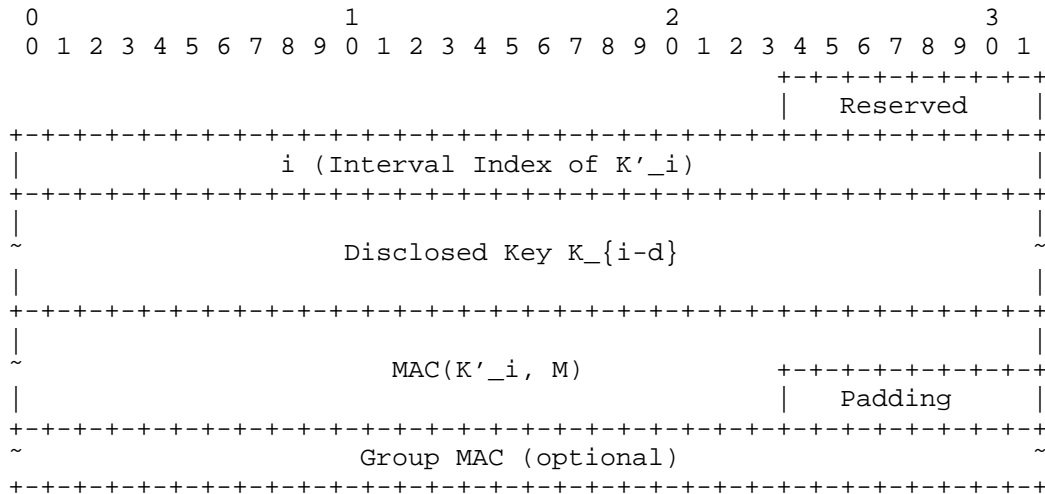 0                   1                   2                   3
0 1 2 3 4 5 6 7 8 9 0 1 2 3 4 5 6 7 8 9 0 1 2 3 4 5 6 7 8 9 0 1
+-+-+-+-+-+-+-+-+
| Reserved |
+-+-+-+-+-+-+-+-+-+-+-+-+-+-+-+-+-+-+-+-+-+-+-+-+-+-+-+-+-+-+-+-+
| i (Interval Index of K’_i) |
+-+-+-+-+-+-+-+-+-+-+-+-+-+-+-+-+-+-+-+-+-+-+-+-+-+-+-+-+-+-+-+-+
| |
~ Disclosed Key K_{i-d} ~
| |
+-+-+-+-+-+-+-+-+-+-+-+-+-+-+-+-+-+-+-+-+-+-+-+-+-+-+-+-+-+-+-+-+
| |
~ MAC(K’_i, M) +-+-+-+-+-+-+-+-+
| | Padding |
+-+-+-+-+-+-+-+-+-+-+-+-+-+-+-+-+-+-+-+-+-+-+-+-+-+-+-+-+-+-+-+-+
~ Group MAC (optional) ~
+-+-+-+-+-+-+-+-+-+-+-+-+-+-+-+-+-+-+-+-+-+-+-+-+-+-+-+-+-+-+-+-+